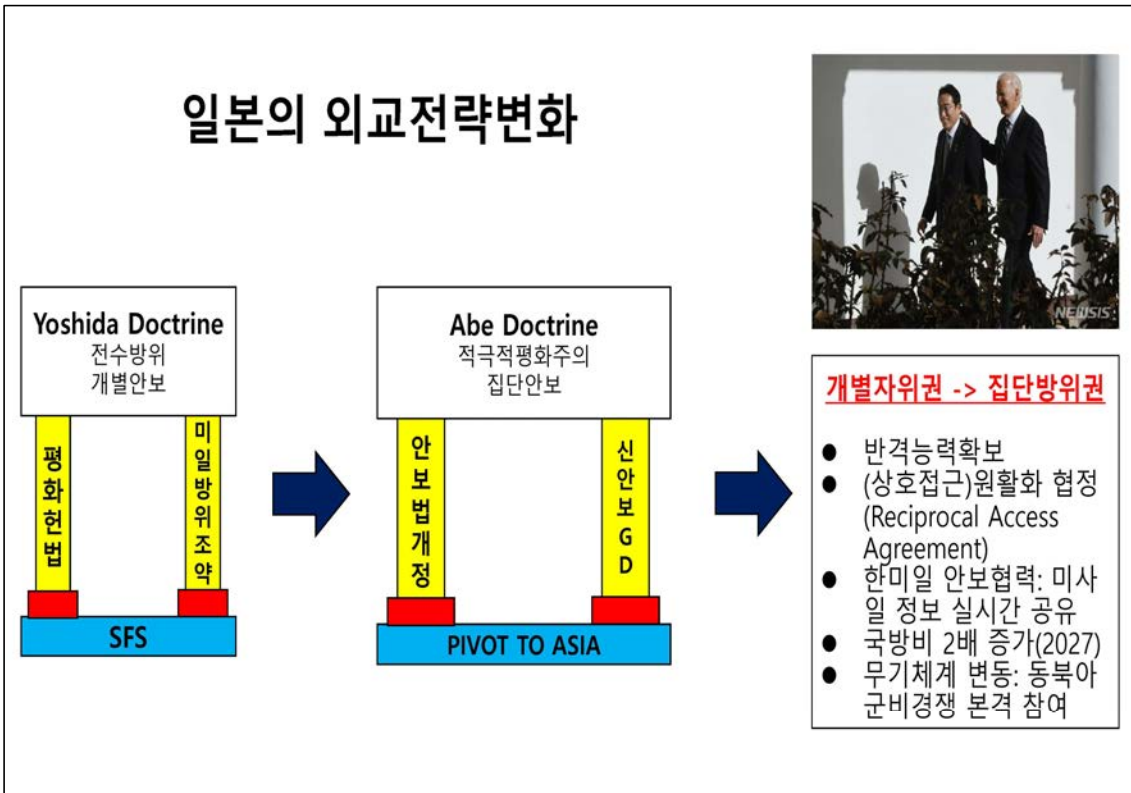 일본의 외교전략변화
NEWSIS
Yoshida Doctrine
전수방위
개별안보
평화헌법
미일방위조약
SFS
Abe Doctrine
적극적평화주의
집단안보
안보법개정
신안보GD
PIVOT TO ASIA
개별자위권 -> 집단방위권
● 반격능력확보
● (상호접근)원활화 협정
(Reciprocal Access
Agreement)
● 한미일 안보협력: 미사
일 정보 실시간 공유
● 국방비 2배 증가(2027)
● 무기체계 변동: 동북아
군비경쟁 본격 참여